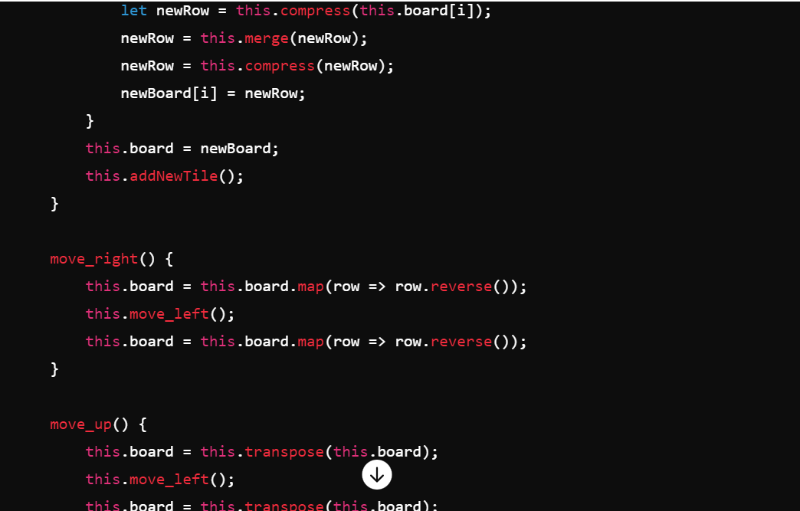 let newRow = this.compress(this.board[i]);
newRow = this.merge(newRow);
newRow = this.compress(newRow);
newBoard[i] = newRow;
}
this.board = newBoard;
this.addNewTile();
}
move_right() {
this.board = this.board.map(row => row.reverse());
this.move_left();
this.board = this.board.map(row => row.reverse());
}
move_up() {
this.board = this.transpose(this.board);
this.move_left();
this.board = this.transpose(this.board);